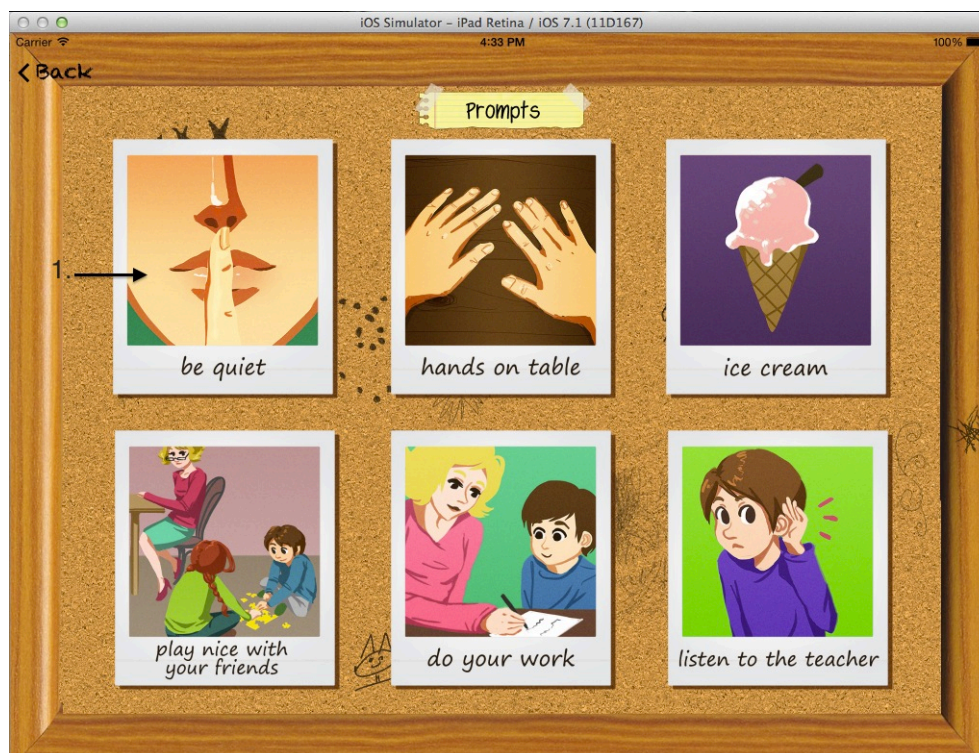 iOS Simulator – iPad Retina / iOS 7.1 (11D167)
Carrier 4:33 PM 100%
Back
Prompts
1.
be quiet
hands on table
ice cream
play nice with
your friends
do your work
listen to the teacher